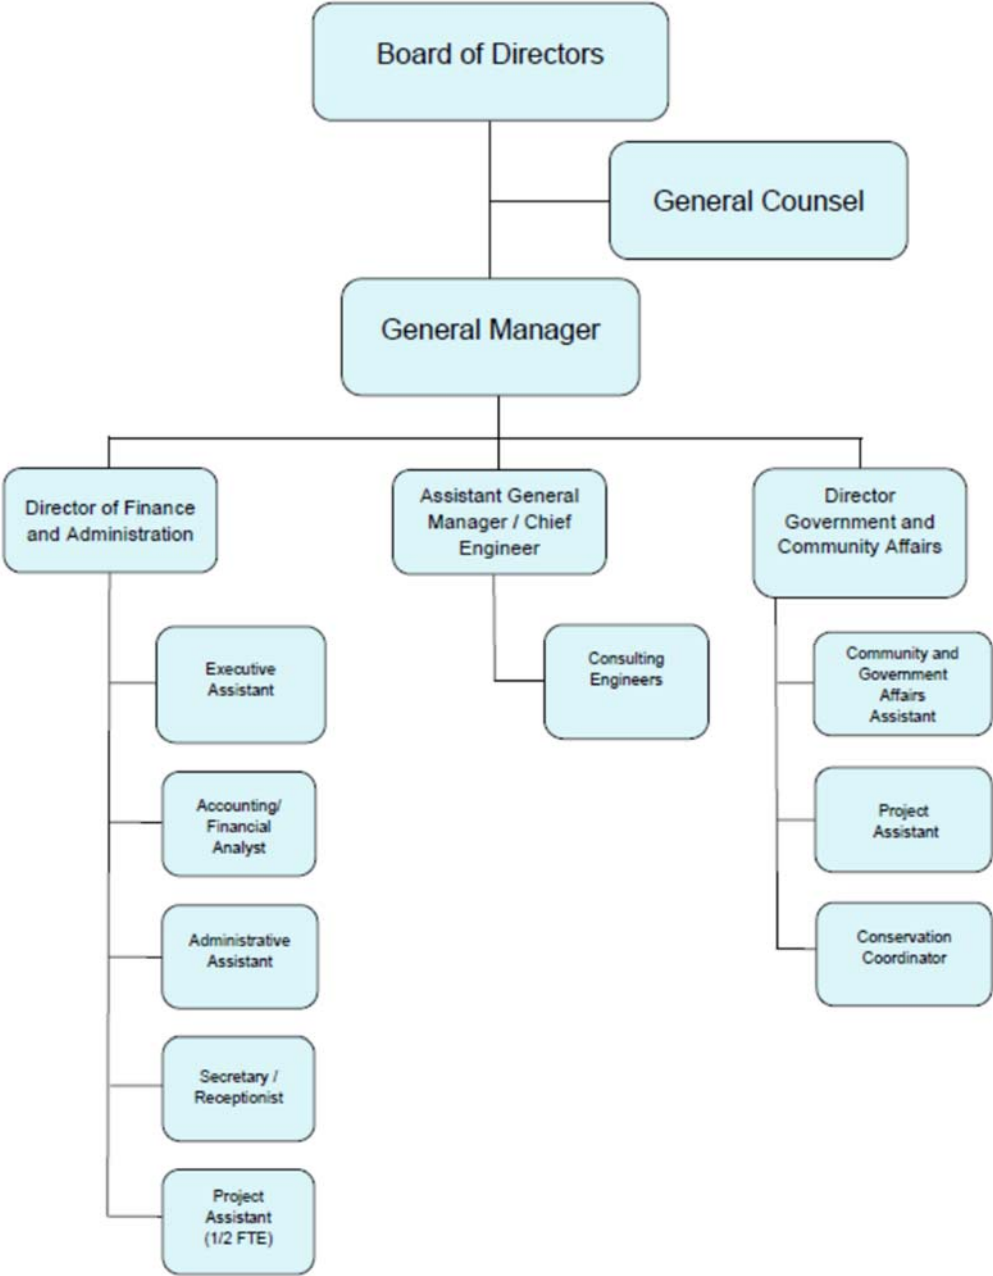 Board of Directors
General Counsel
General Manager
Director of Finance
and Administration
Assistant General
Manager / Chief
Engineer
Director
Government and
Community Affairs
Executive
Assistant
Accounting/
Financial
Analyst
Administrative
Assistant
Secretary /
Receptionist
Project
Assistant
(1/2 FTE)
Consulting
Engineers
Community and
Government
Affairs
Assistant
Project
Assistant
Conservation
Coordinator